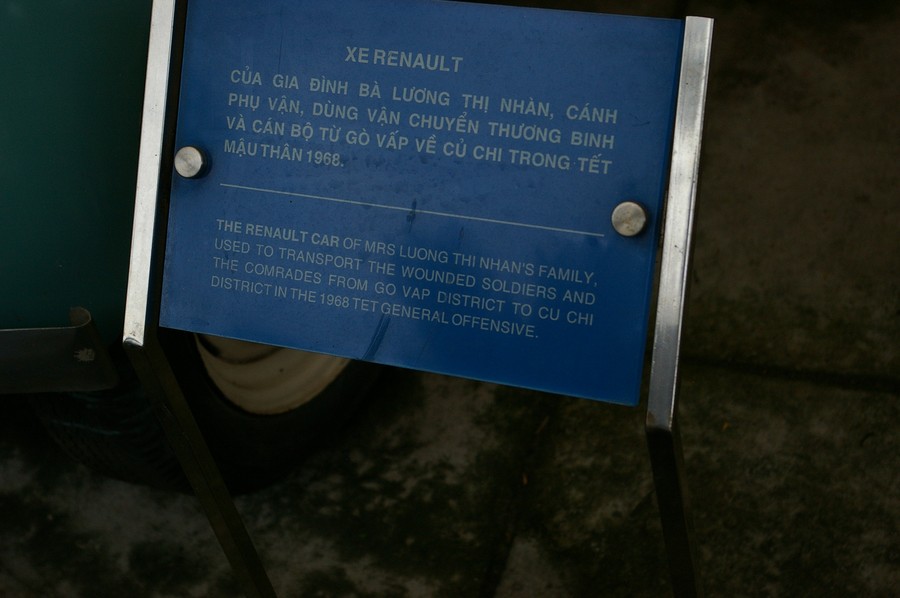 XE RENAULT
CỦA GIA ĐÌNH BÀ LƯƠNG THỊ NHÀN, CÁNH
PHỤ VẬN, DÙNG VẬN CHUYỂN THƯƠNG BINH
VÀ CÁN BỘ TỪ GÒ VẤP VỀ CỦ CHI TRONG TẾT
MẬU THÂN 1968.
THE RENAULT CAR OF MRS LUONG THI NHAN'S FAMILY,
USED TO TRANSPORT THE WOUNDED SOLDIERS AND
THE COMRADES FROM GO VAP DISTRICT TO CU CHI
DISTRICT IN THE 1968 TET GENERAL OFFENSIVE.